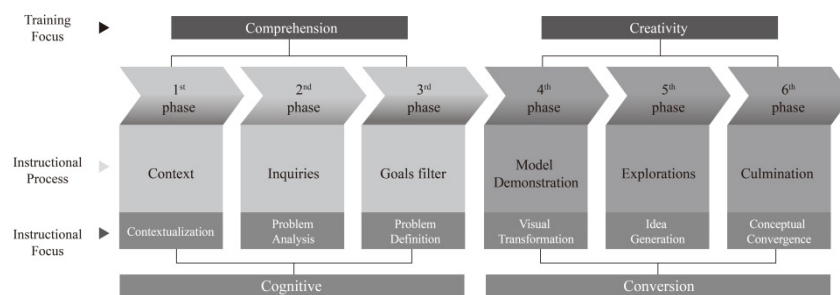 Training
Focus
Comprehension
Creativity
1st
phase
2nd
phase
3rd
phase
4th
phase
5th
phase
6th
phase
Instructional
Process
Context
Inquiries
Goals filter
Model
Demonstration
Explorations
Culmination
Instructional
Focus
Contextualization
Problem
Analysis
Problem
Definition
Visual
Transformation
Idea
Generation
Conceptual
Convergence
Cognitive
Conversion